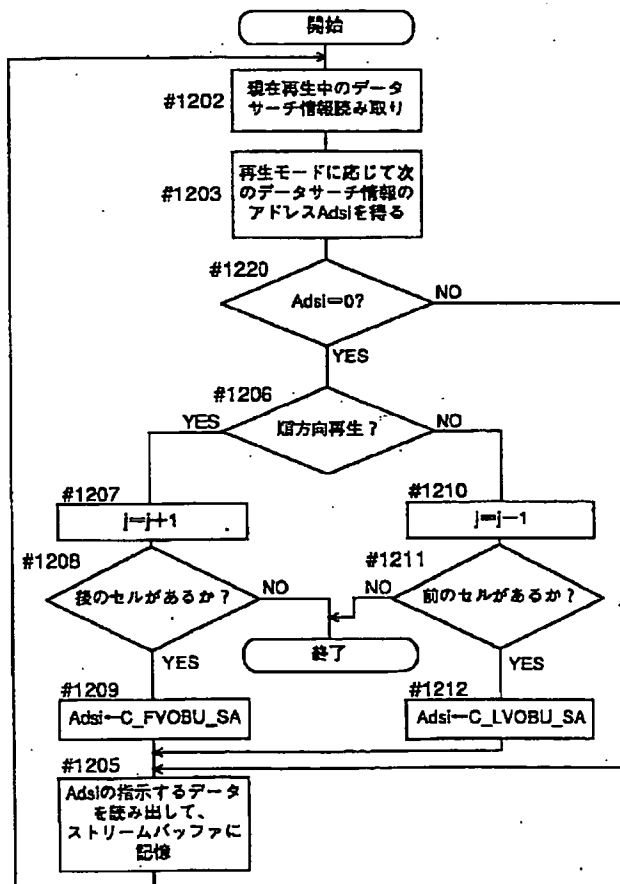 開始
#1202
現在再生中のデータ
サーチ情報読み取り
#1203
再生モードに応じて次
のデータサーチ情報の
アドレスAdsiを得る
#1220
Adsi=0?
NO
YES
#1206
YES
順方向再生?
NO
#1207
j=j+1
#1210
j=j-1
#1208
後のセルがあるか?
NO
#1211
NO
前のセルがあるか?
終了
YES
YES
#1209
Adsi←C_FVOBU_SA
#1212
Adsi←C_LVOBU_SA
#1205
Adsiの指示するデータ
を読み出して、
ストリームバッファに
記憶